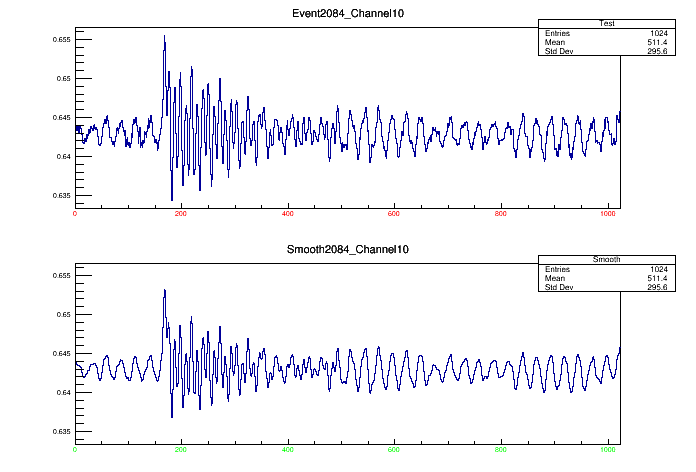 Event2084_Channel10
Test
Entries 1024
Mean 511.4
Std Dev 295.6
0.655
0.65
0.645
0.64
0.635
0 200 400 600 800 1000
Smooth2084_Channel10
Smooth
Entries 1024
Mean 511.4
Std Dev 295.6
0.655
0.65
0.645
0.64
0.635
0 200 400 600 800 1000